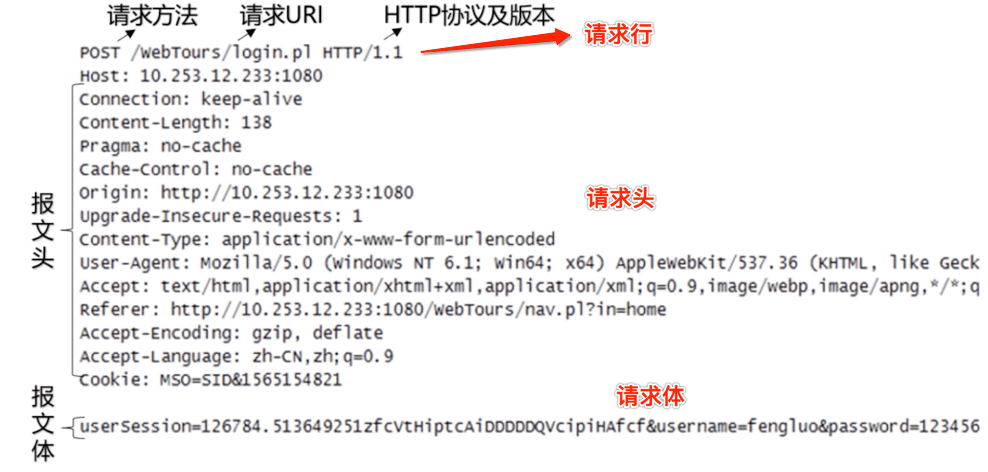 请求方法 请求URI HTTP协议及版本
POST /WebTours/login.pl HTTP/1.1 请求行
Host: 10.253.12.233:1080
Connection: keep-alive
Content-Length: 138
Pragma: no-cache
Cache-Control: no-cache
Origin: http://10.253.12.233:1080 请求头
Upgrade-Insecure-Requests: 1
报文头
Content-Type: application/x-www-form-urlencoded
User-Agent: Mozilla/5.0 (Windows NT 6.1; Win64; x64) AppleWebKit/537.36 (KHTML, like Geck
Accept: text/html,application/xhtml+xml,application/xml;q=0.9,image/webp,image/apng,*/*;q
Referer: http://10.253.12.233:1080/WebTours/nav.pl?in=home
Accept-Encoding: gzip, deflate
Accept-Language: zh-CN,zh;q=0.9
Cookie: MSO=SID&1565154821
请求体
报文体
userSession=126784.513649251zfcVtHiptcAiDDDDDQVcipiHAfcf&username=fengluo&password=123456